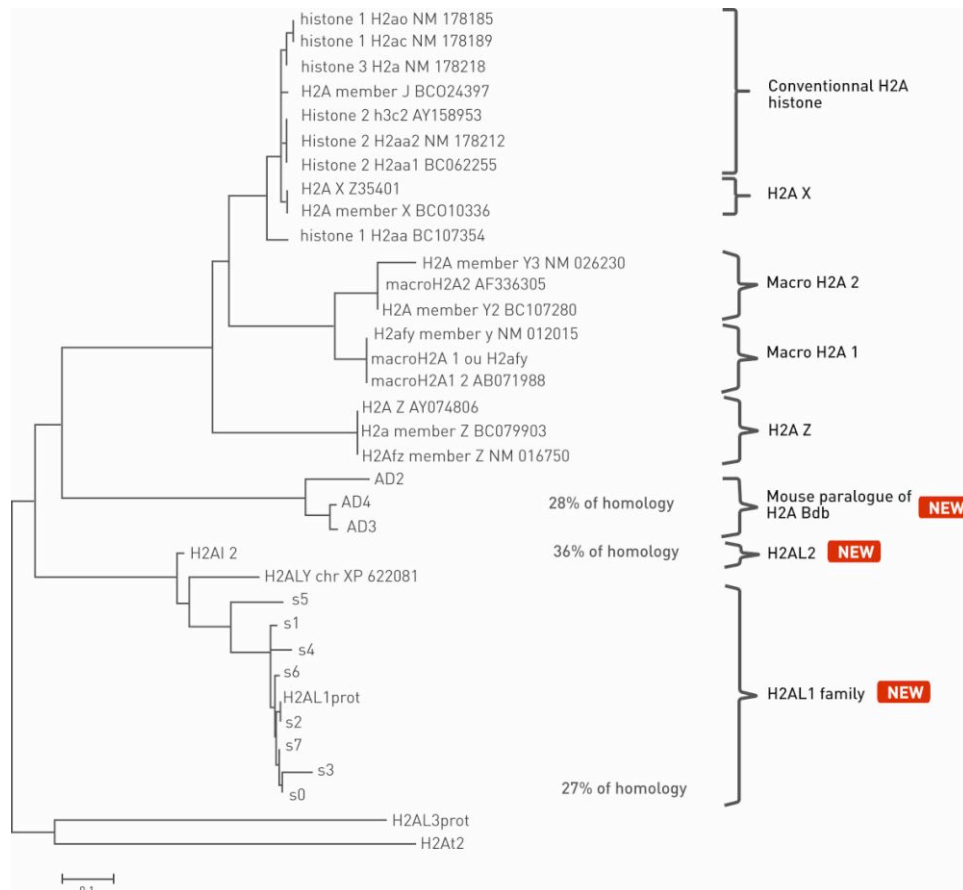 histone 1 H2ao NM 178185
histone 1 H2ac NM 178189
histone 3 H2a NM 178218
H2A member J BCO24397
Histone 2 h3c2 AY158953
Histone 2 H2aa2 NM 178212
Histone 2 H2aa1 BC062255
Conventionnal H2A
histone
H2A X Z35401
H2A member X BCO10336
H2A X
histone 1 H2aa BC107354
H2A member Y3 NM 026230
macroH2A2 AF336305
H2A member Y2 BC107280
Macro H2A 2
H2afy member y NM 012015
macroH2A 1 ou H2afy
macroH2A1 2 AB071988
Macro H2A 1
H2A Z AY074806
H2a member Z BC079903
H2Afz member Z NM 016750
H2A Z
AD2
AD4
AD3
28% of homology
Mouse paralogue of
H2A Bdb
NEW
H2AI 2
36% of homology
H2AL2
NEW
H2ALY chr XP 622081
s5
s1
s4
s6
H2AL1prot
s2
s7
s3
s0
H2AL1 family
NEW
27% of homology
H2AL3prot
H2At2
0.1